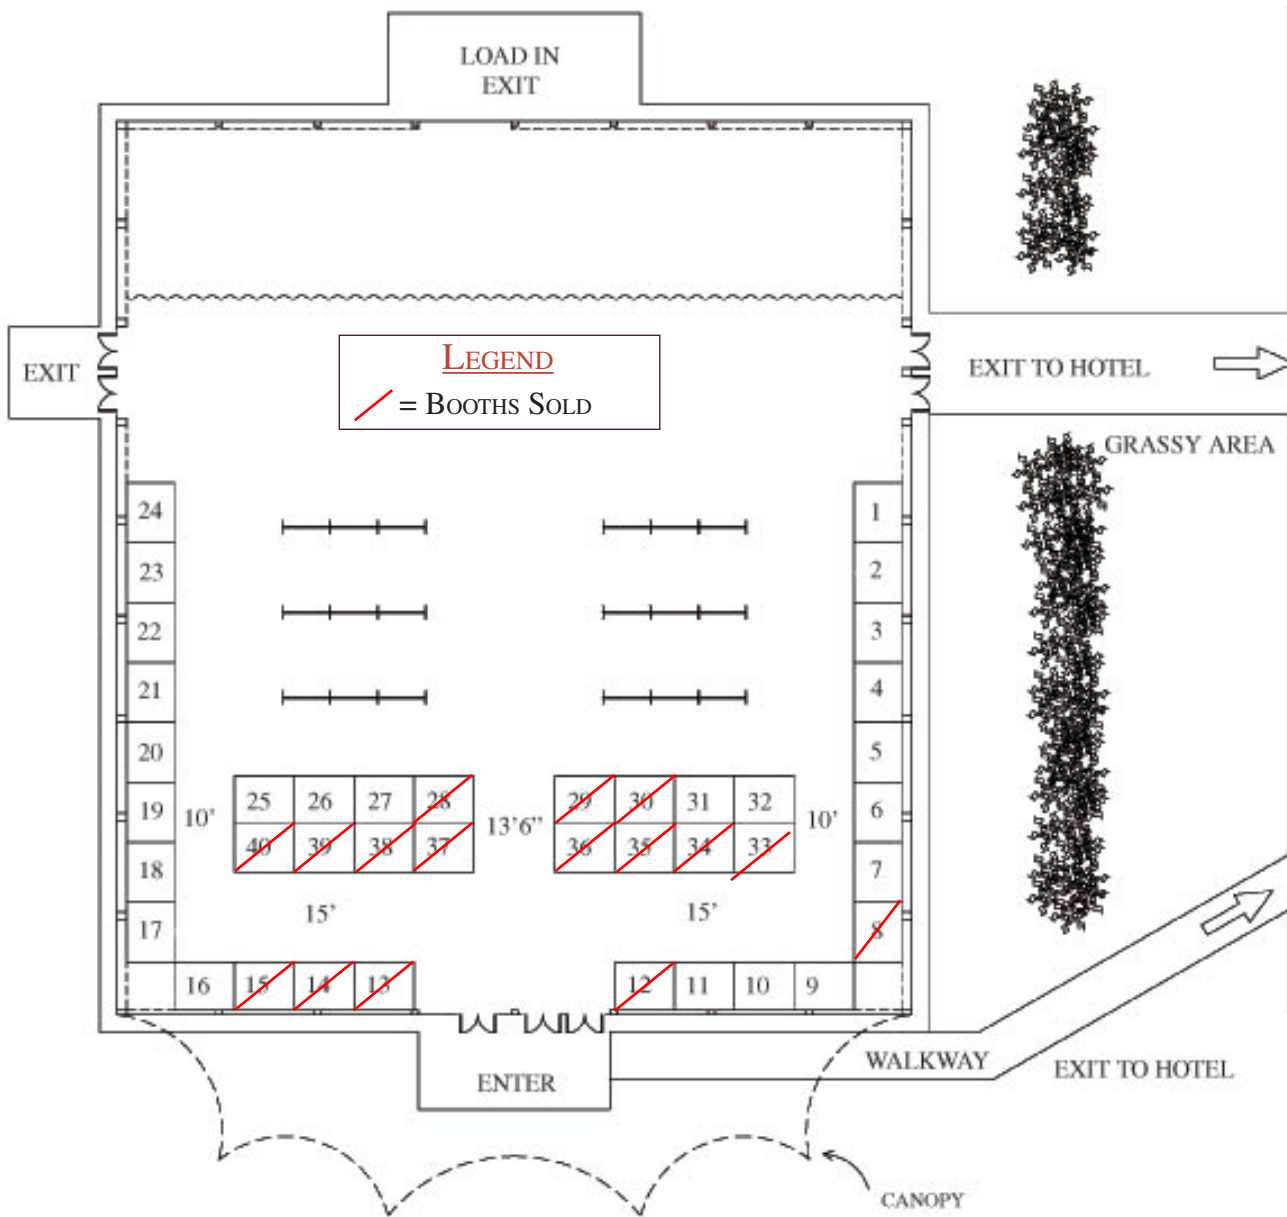 LOAD IN
EXIT
LEGEND
= BOOTHS SOLD
EXIT
EXIT TO HOTEL
GRASSY AREA
24
1
23
2
22
3
21
4
20
5
25 26 27 28
29 30 31 32
19
10'
13'6"
10'
6
40 39 38 37
36 35 34 33
18
7
15'
15'
17
8
16 15 14 13
12 11 10 9
ENTER
WALKWAY
EXIT TO HOTEL
CANOPY